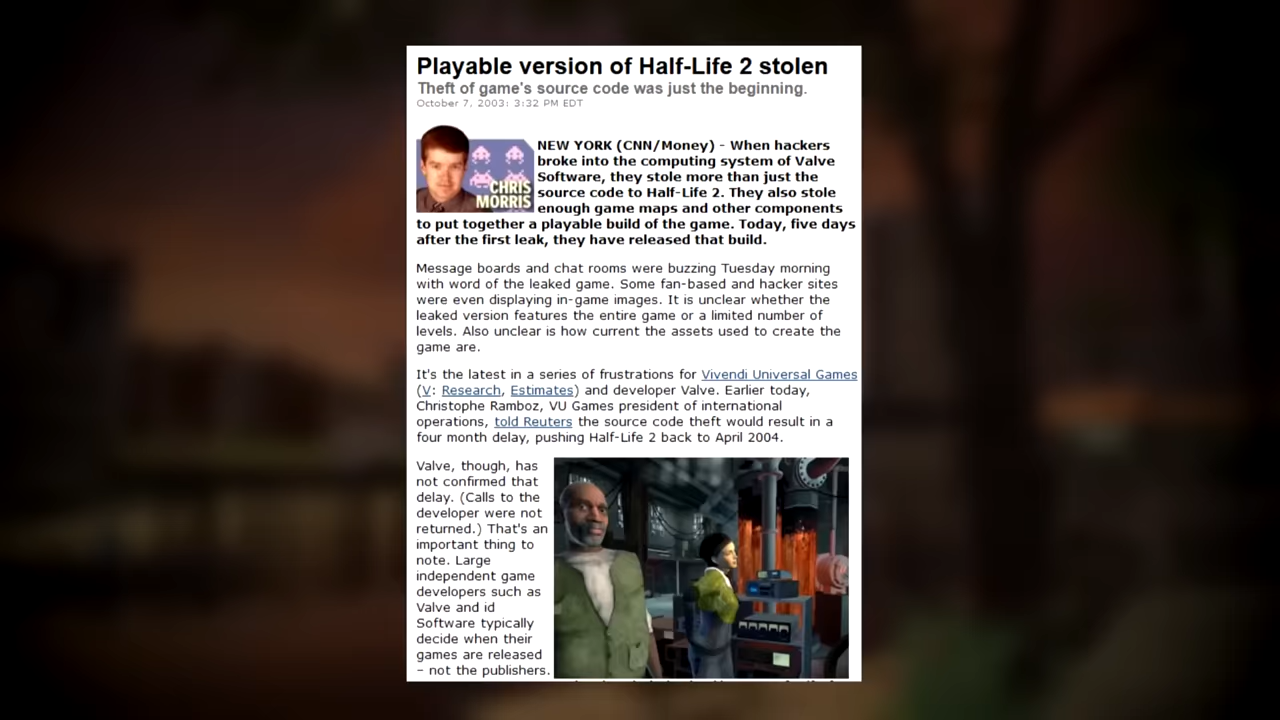 Playable version of Half-Life 2 stolen
Theft of game's source code was just the beginning.
October 7, 2003: 3:32 PM EDT
CHRIS
MORRIS
NEW YORK (CNN/Money) - When hackers
broke into the computing system of Valve
Software, they stole more than just the
source code to Half-Life 2. They also stole
enough game maps and other components
to put together a playable build of the game. Today, five days
after the first leak, they have released that build.
Message boards and chat rooms were buzzing Tuesday morning
with word of the leaked game. Some fan-based and hacker sites
were even displaying in-game images. It is unclear whether the
leaked version features the entire game or a limited number of
levels. Also unclear is how current the assets used to create the
game are.
It's the latest in a series of frustrations for Vivendi Universal Games
(V: Research, Estimates) and developer Valve. Earlier today,
Christophe Ramboz, VU Games president of international
operations, told Reuters the source code theft would result in a
four month delay, pushing Half-Life 2 back to April 2004.
Valve, though, has
not confirmed that
delay. (Calls to the
developer were not
returned.) That's an
important thing to
note. Large
independent game
developers such as
Valve and id
Software typically
decide when their
games are released
– not the publishers.